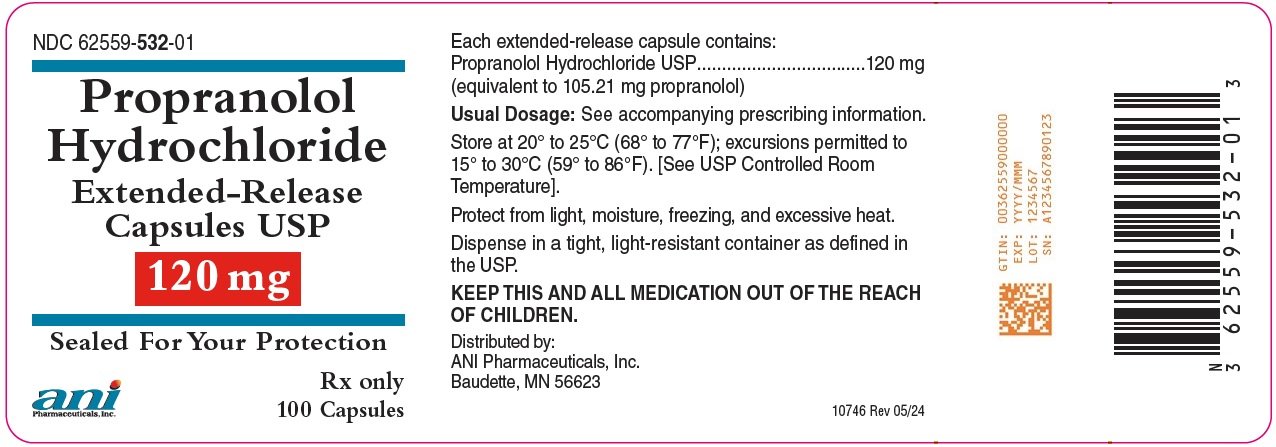 NDC 62559-532-01
Propranolol
Hydrochloride
Extended-Release
Capsules USP
120 mg
Sealed For Your Protection
ani
Pharmaceuticals, Inc.
Rx only
100 Capsules
Each extended-release capsule contains:
Propranolol Hydrochloride USP..................................120 mg
(equivalent to 105.21 mg propranolol)
Usual Dosage: See accompanying prescribing information.
Store at 20° to 25°C (68° to 77°F); excursions permitted to
15° to 30°C (59° to 86°F). [See USP Controlled Room
Temperature].
Protect from light, moisture, freezing, and excessive heat.
Dispense in a tight, light-resistant container as defined in
the USP.
KEEP THIS AND ALL MEDICATION OUT OF THE REACH
OF CHILDREN.
Distributed by:
ANI Pharmaceuticals, Inc.
Baudette, MN 56623
10746 Rev 05/24
GTIN: 00362559000000
EXP: YYYY/MMM
LOT: 1234567
SN: A1234567890123
N
3 62559-532-01 3